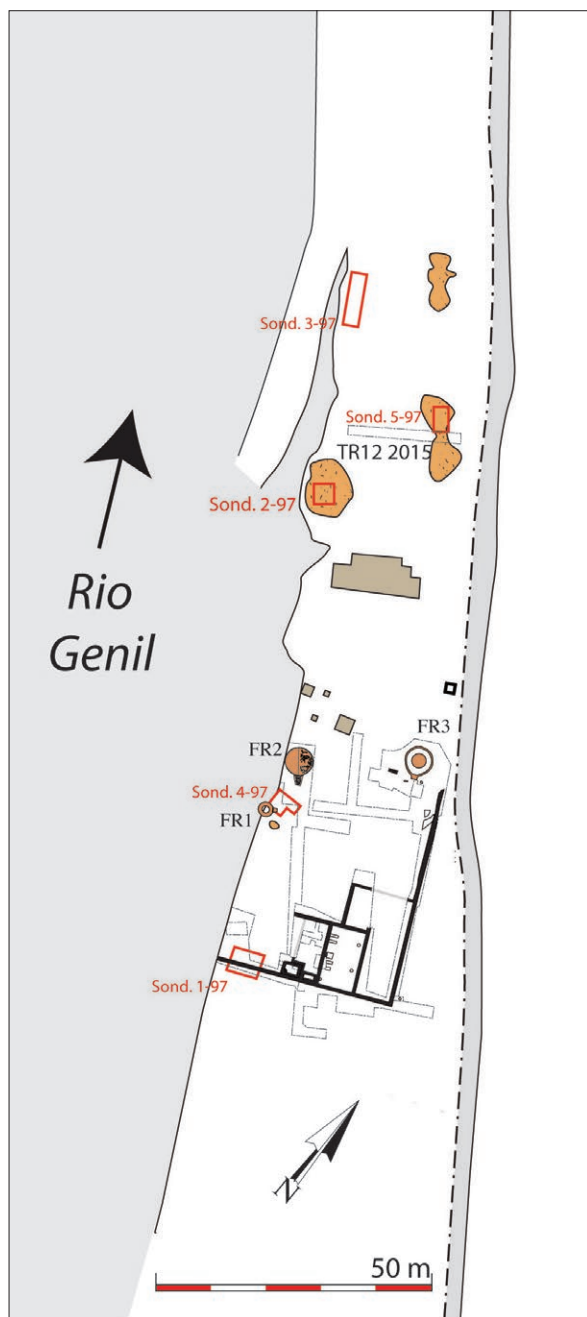 Sond. 3-97
Sond. 5-97
TR12 2015
Sond. 2-97
Rio
Genil
FR3
FR2
Sond. 4-97
FR1
Sond. 1-97
N
50 m